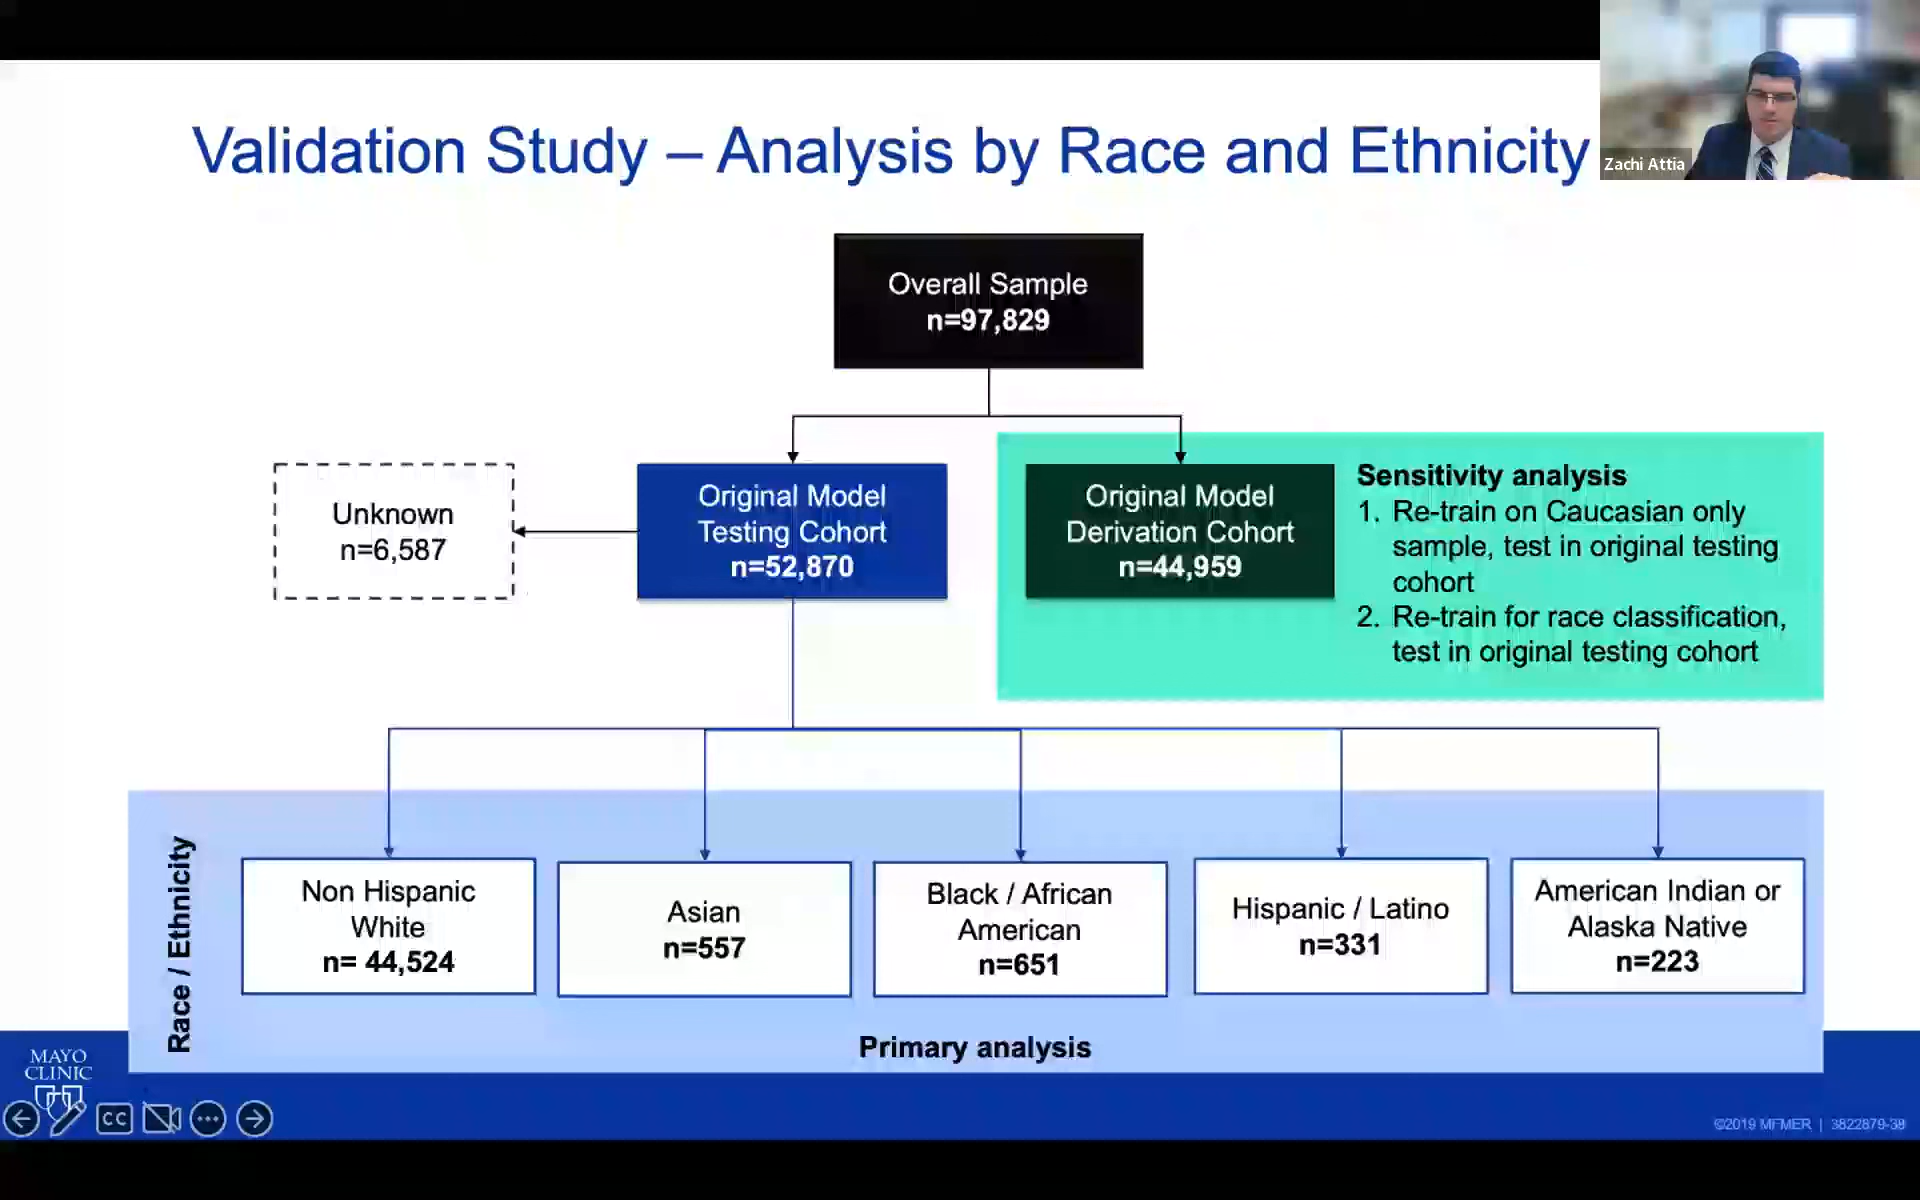 Validation Study – Analysis by Race and Ethnicity
Zachi Attia
Overall Sample
n=97,829
Unknown
n=6,587
Original Model
Testing Cohort
n=52,870
Original Model
Derivation Cohort
n=44,959
Sensitivity analysis
1. Re-train on Caucasian only
sample, test in original testing
cohort
2. Re-train for race classification,
test in original testing cohort
Race / Ethnicity
Non Hispanic
White
n= 44,524
Asian
n=557
Black / African
American
n=651
Hispanic / Latino
n=331
American Indian or
Alaska Native
n=223
Primary analysis
MAYO
CLINIC
CC
©2019 MFMER | 3822879-38